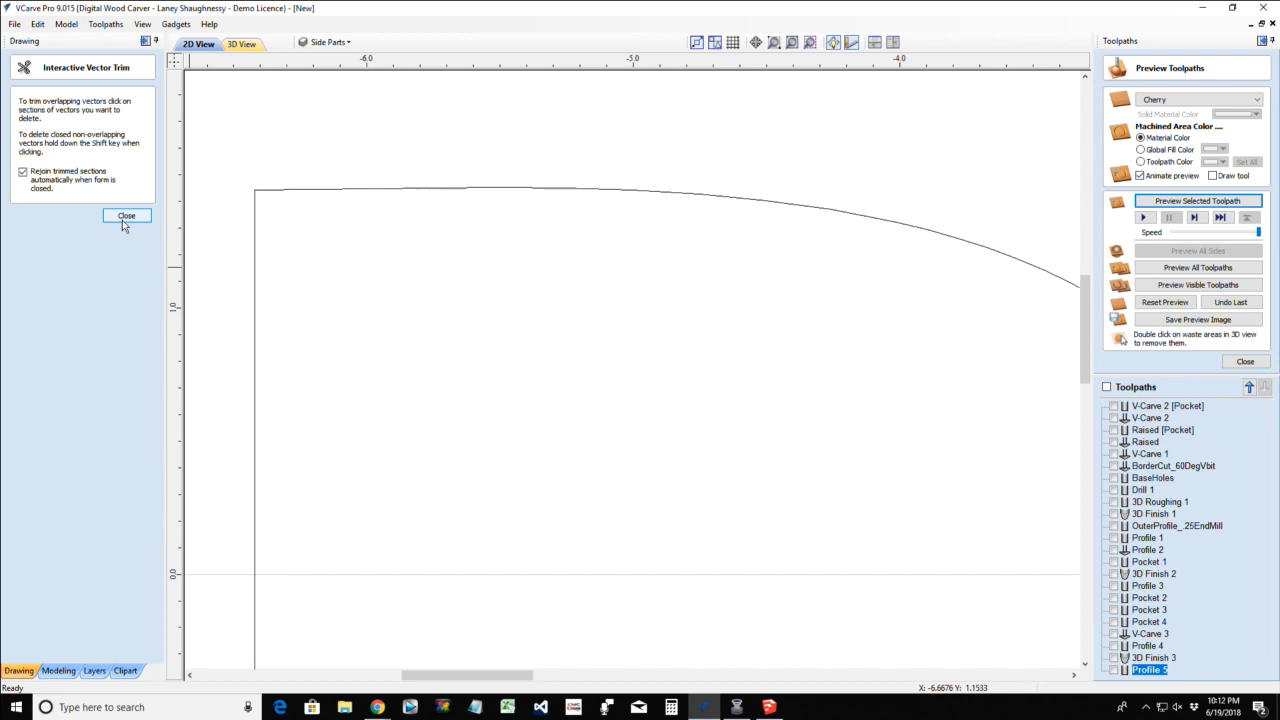 VCarve Pro 9.015 {Digital Wood Carver - Laney Shaughnessy - Demo Licence} - [New]
File Edit Model Toolpaths View Gadgets Help
Drawing
2D View 3D View Side Parts
Toolpaths
Interactive Vector Trim
To trim overlapping vectors click on
sections of vectors you want to
delete.
To delete closed non-overlapping
vectors hold down the Shift key when
clicking.
Rejoin trimmed sections
automatically when form is
closed.
Close
-6.0 -5.0 -4.0
1.0
0.0
Preview Toolpaths
Cherry
Solid Material Color
Machined Area Color ....
Material Color
Global Fill Color
Toolpath Color Set All
Animate preview Draw tool
Preview Selected Toolpath
Speed
Preview All Sides
Preview All Toolpaths
Preview Visible Toolpaths
Reset Preview Undo Last
Save Preview Image
Double click on waste areas in 3D view
to remove them.
Close
Toolpaths
V-Carve 2 [Pocket]
V-Carve 2
Raised [Pocket]
Raised
V-Carve 1
BorderCut_60DegVbit
BaseHoles
Drill 1
3D Roughing 1
3D Finish 1
OuterProfile_.25EndMill
Profile 1
Profile 2
Pocket 1
3D Finish 2
Profile 3
Pocket 2
Pocket 3
Pocket 4
V-Carve 3
Profile 4
3D Finish 3
Profile 5
Drawing Modeling Layers Clipart
Ready
X: -6.6676 Y: 1.1533
Type here to search
10:12 PM
6/19/2018
2